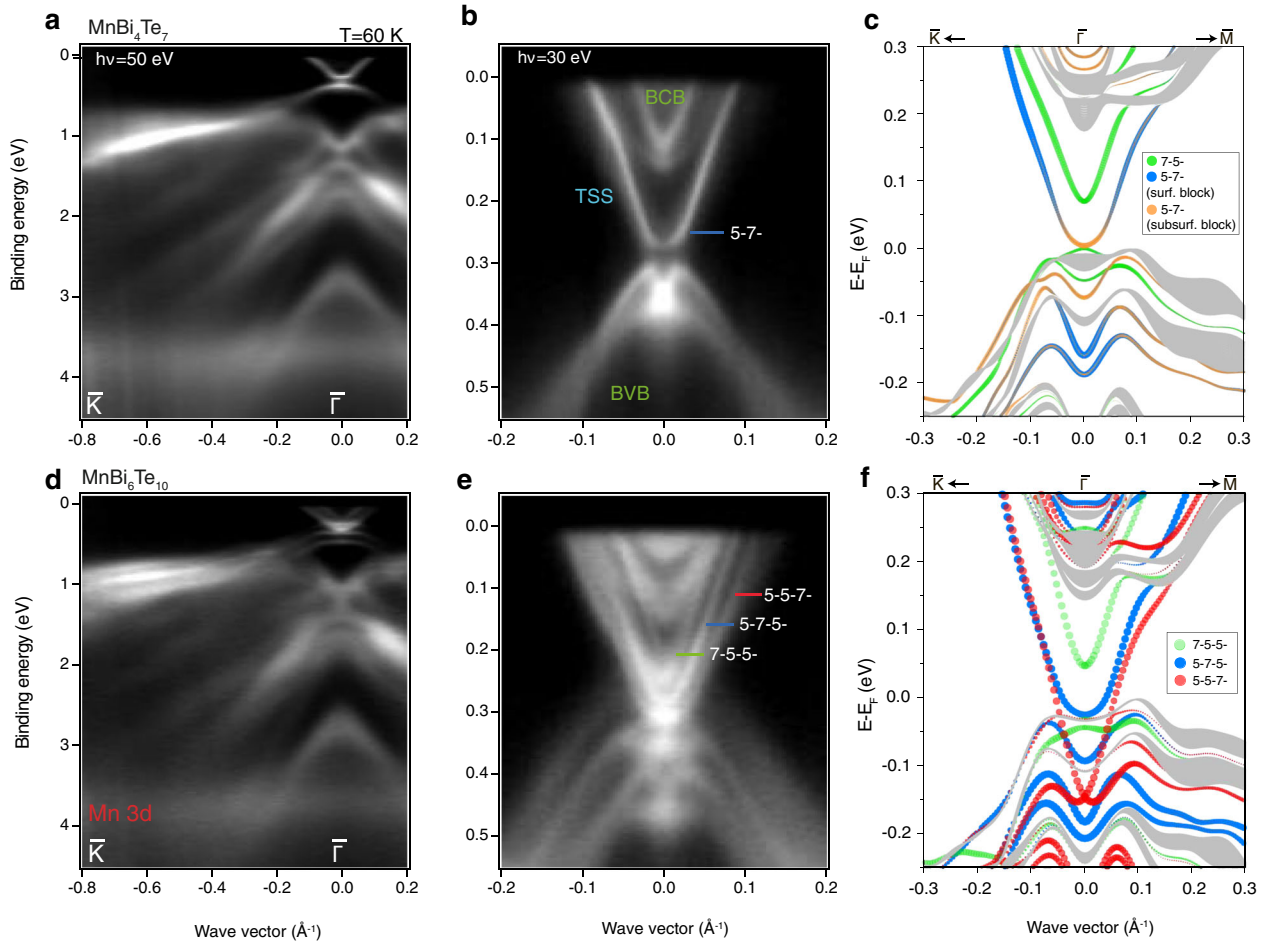 a
MnBi₄Te₇
T=60 K
hν=50 eV
Binding energy (eV)
0
1
2
3
4
K̅
Γ̅
-0.8 -0.6 -0.4 -0.2 0.0 0.2
b
hν=30 eV
0.0
0.1
0.2
0.3
0.4
0.5
BCB
TSS
5-7-
BVB
-0.2 -0.1 0.0 0.1 0.2
c
K̅ ← Γ̅ → M̅
E-E_F (eV)
0.3
0.2
0.1
0.0
-0.1
-0.2
7-5-
5-7-
(surf. block)
5-7-
(subsurf. block)
-0.3 -0.2 -0.1 0.0 0.1 0.2 0.3
d
MnBi₆Te₁₀
Binding energy (eV)
0
1
2
3
4
Mn 3d
K̅
Γ̅
-0.8 -0.6 -0.4 -0.2 0.0 0.2
Wave vector (Å⁻¹)
e
0.0
0.1
0.2
0.3
0.4
0.5
5-5-7-
5-7-5-
7-5-5-
-0.2 -0.1 0.0 0.1 0.2
Wave vector (Å⁻¹)
f
K̅ ← Γ̅ → M̅
E-E_F (eV)
0.3
0.2
0.1
0.0
-0.1
-0.2
7-5-5-
5-7-5-
5-5-7-
-0.3 -0.2 -0.1 0.0 0.1 0.2 0.3
Wave vector (Å⁻¹)